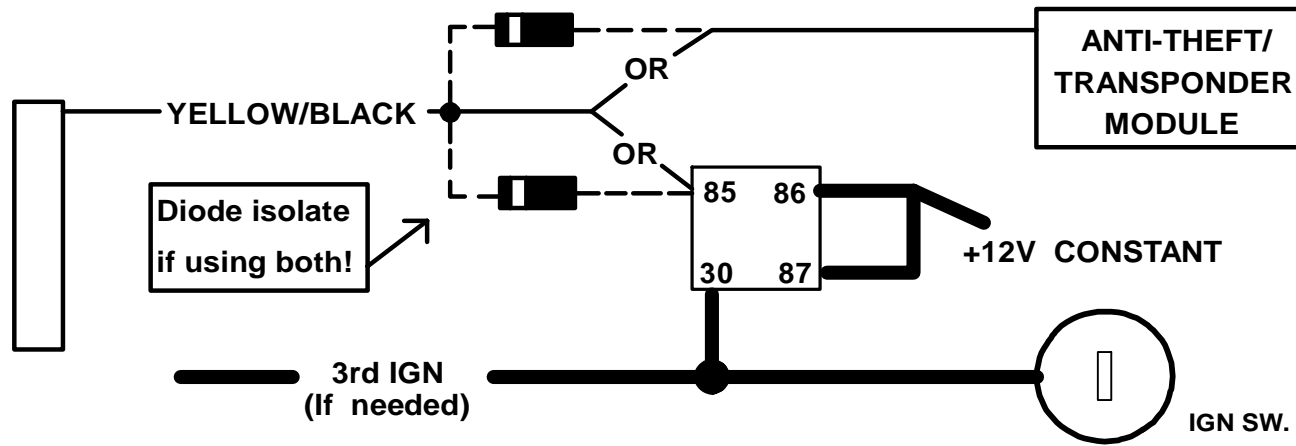 ANTI-THEFT/
TRANSPONDER
MODULE
OR
YELLOW/BLACK
OR
Diode isolate
if using both!
85 86
30 87
+12V CONSTANT
3rd IGN
(If needed)
IGN SW.